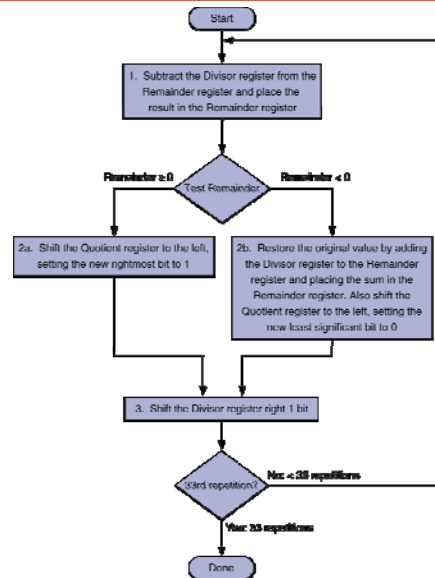 Start
1. Subtract the Divisor register from the
Remainder register and place the
result in the Remainder register
Remainder ≥ 0
Remainder < 0
Test Remainder
2a. Shift the Quotient register to the left,
setting the new rightmost bit to 1
2b. Restore the original value by adding
the Divisor register to the Remainder
register and placing the sum in the
Remainder register. Also shift the
Quotient register to the left, setting the
new least significant bit to 0
3. Shift the Divisor register right 1 bit
33rd repetition?
No: < 33 repetitions
Yes: 33 repetitions
Done